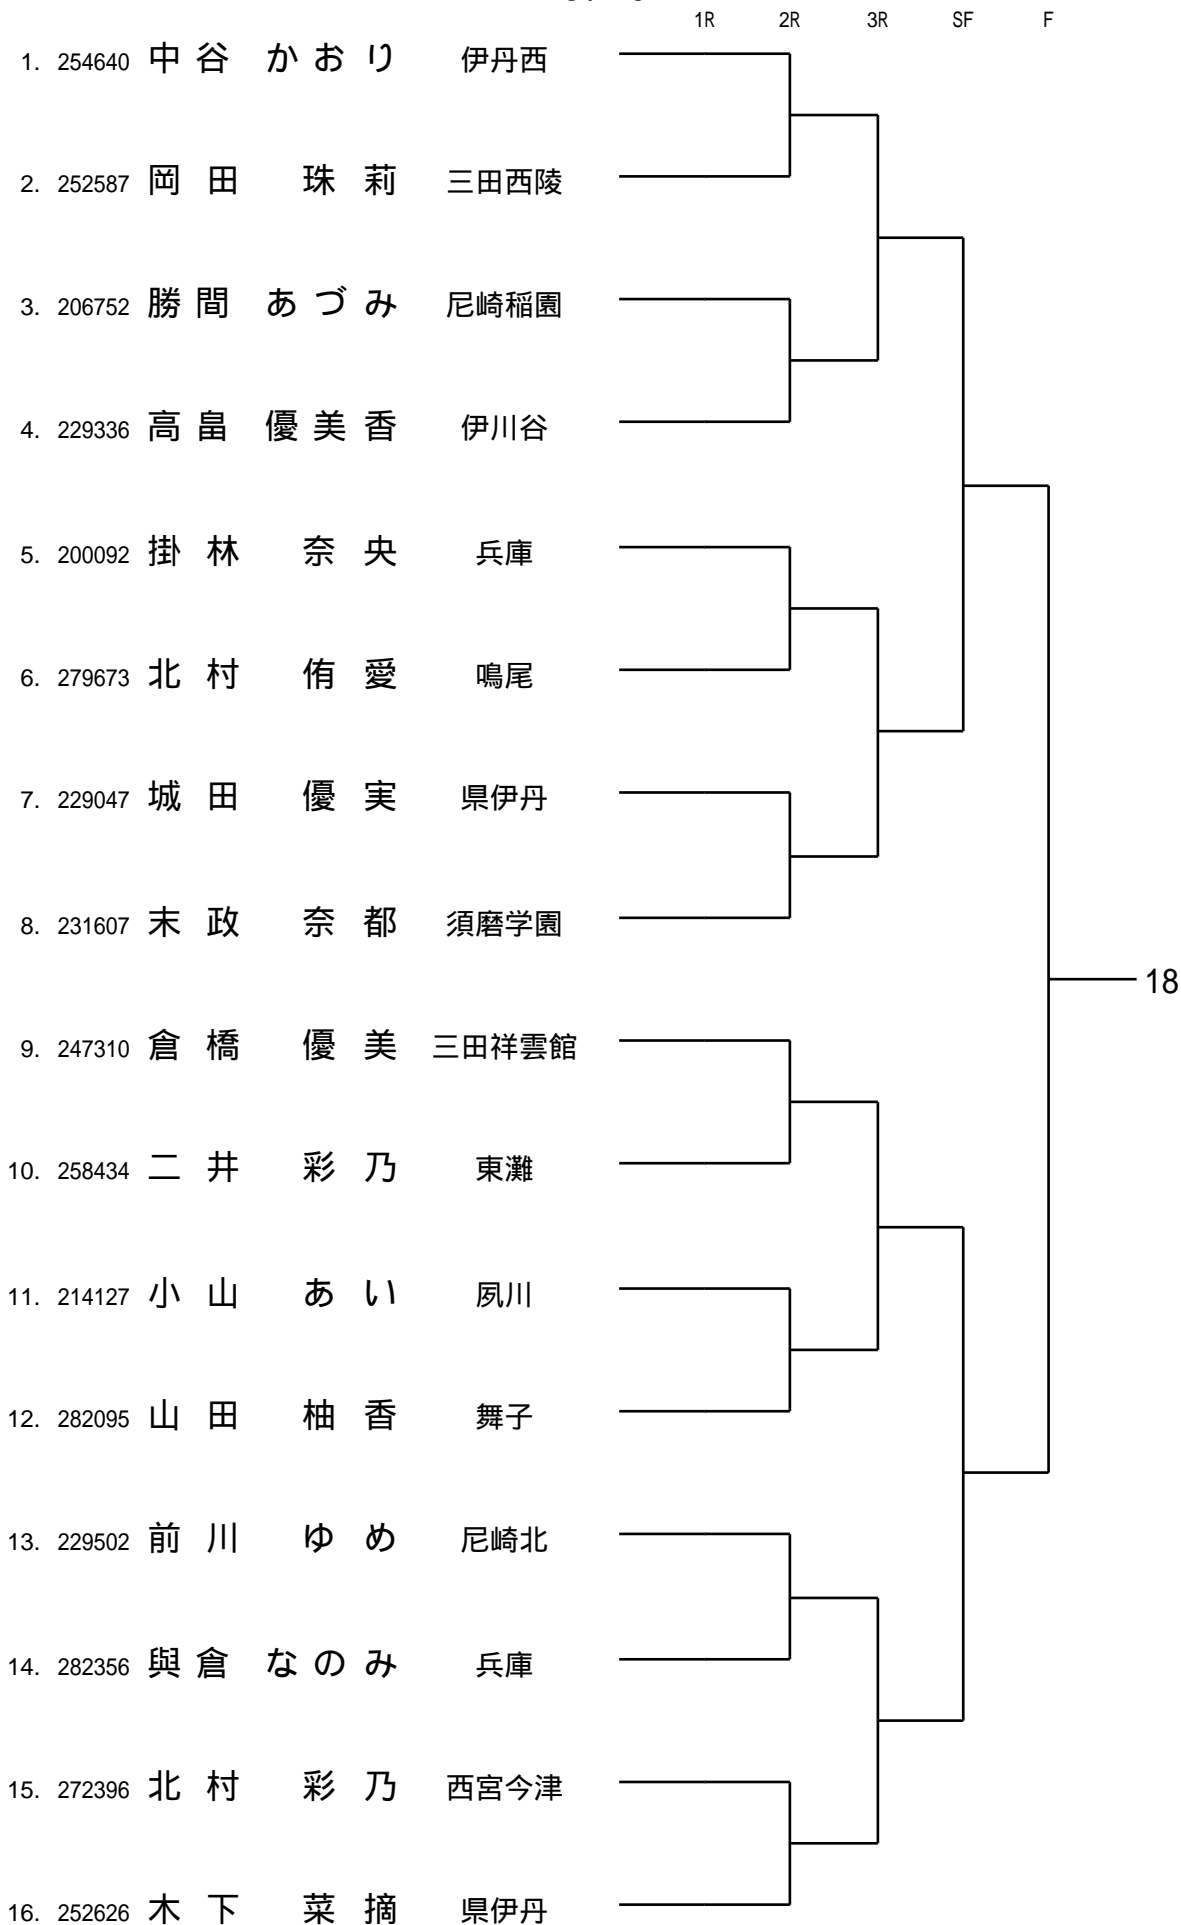 1R 2R 3R SF F
1. 254640 中谷 かおり 伊丹西
2. 252587 岡田 珠莉 三田西陵
3. 206752 勝間 あづみ 尼崎稲園
4. 229336 高畠 優美香 伊川谷
5. 200092 掛林 奈央 兵庫
6. 279673 北村 侑愛 鳴尾
7. 229047 城田 優実 県伊丹
8. 231607 末政 奈都 須磨学園
18
9. 247310 倉橋 優美 三田祥雲館
10. 258434 二井 彩乃 東灘
11. 214127 小山 あい 夙川
12. 282095 山田 柚香 舞子
13. 229502 前川 ゆめ 尼崎北
14. 282356 與倉 なのみ 兵庫
15. 272396 北村 彩乃 西宮今津
16. 252626 木下 菜摘 県伊丹